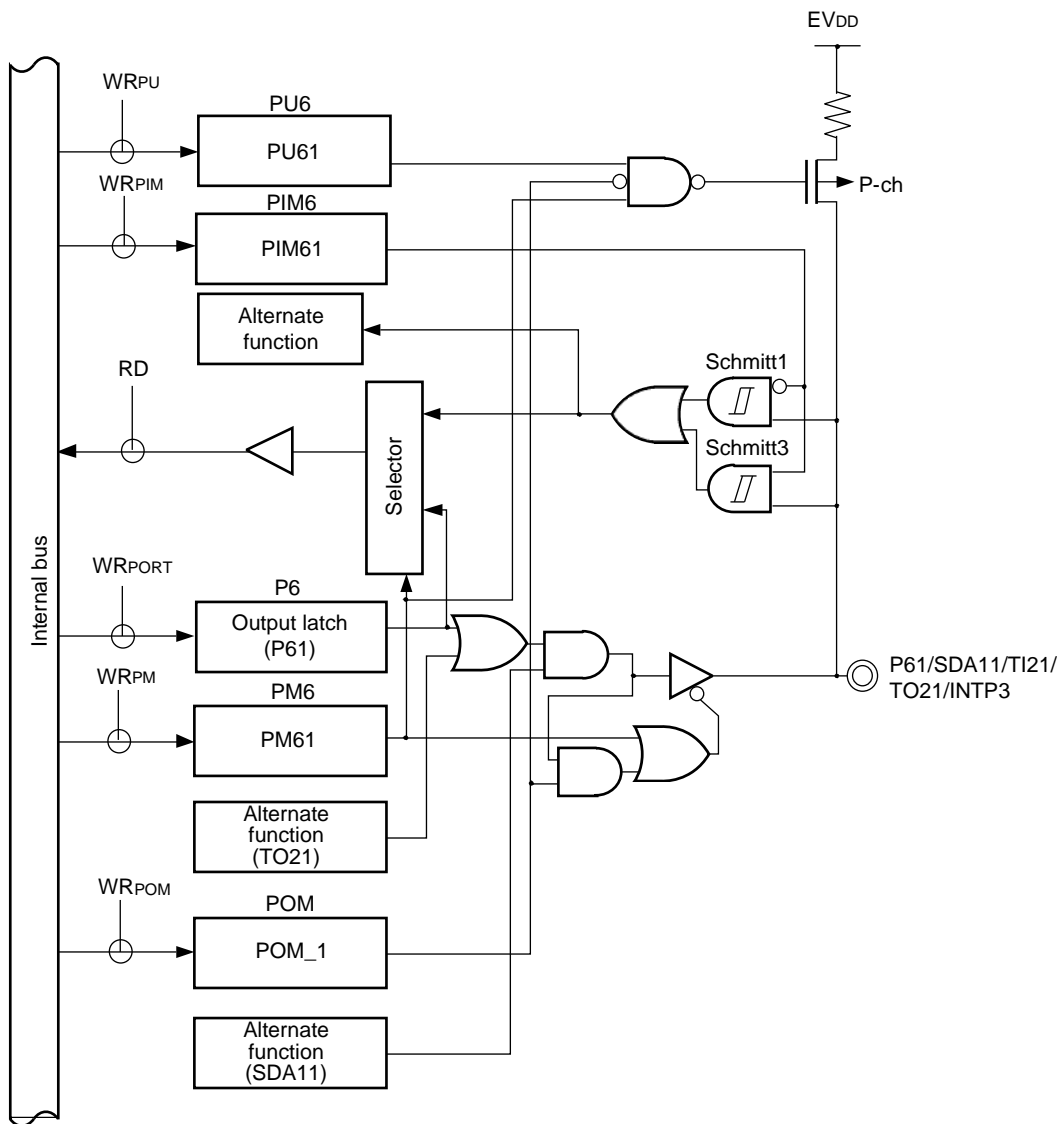 EVDD
WRPU
PU6
PU61
P-ch
WRPIM
PIM6
PIM61
Alternate
function
Schmitt1
RD
Schmitt3
Selector
Internal bus
WRPORT
P6
Output latch
(P61)
WRPM
PM6
PM61
P61/SDA11/TI21/
TO21/INTP3
Alternate
function
(TO21)
WRPOM
POM
POM_1
Alternate
function
(SDA11)